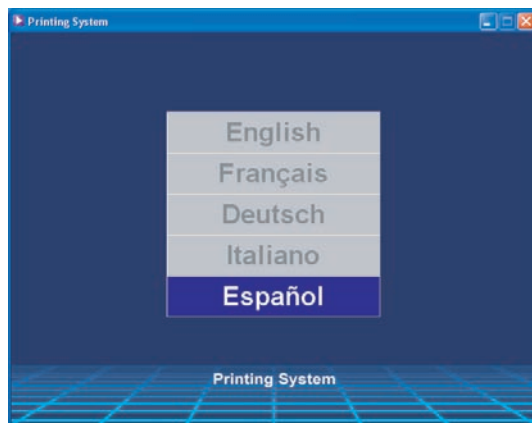 Printing System
English
Français
Deutsch
Italiano
Español
Printing System